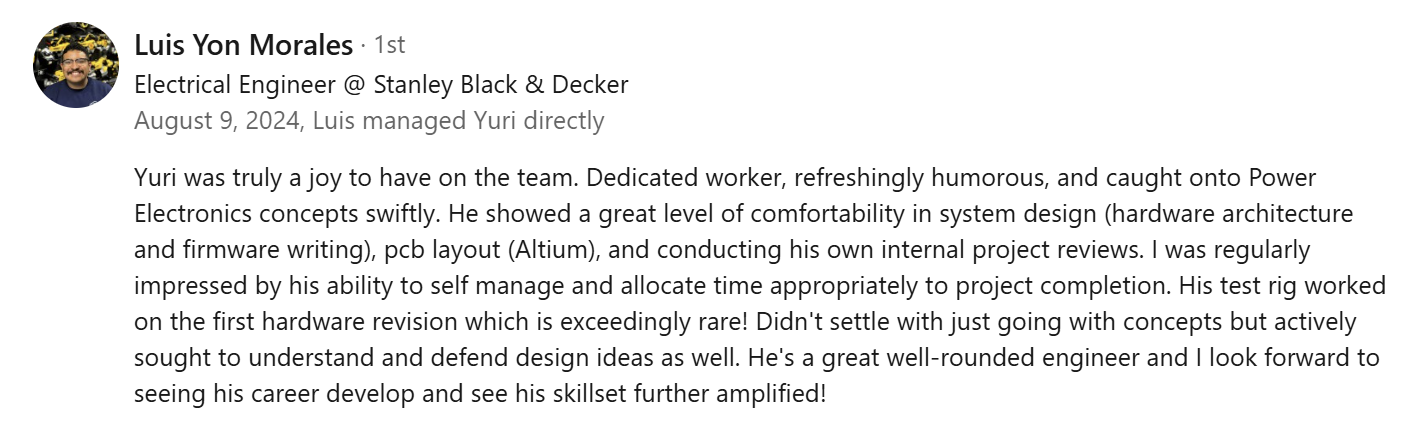 Luis Yon Morales · 1st
Electrical Engineer @ Stanley Black & Decker
August 9, 2024, Luis managed Yuri directly
Yuri was truly a joy to have on the team. Dedicated worker, refreshingly humorous, and caught onto Power
Electronics concepts swiftly. He showed a great level of comfortability in system design (hardware architecture
and firmware writing), pcb layout (Altium), and conducting his own internal project reviews. I was regularly
impressed by his ability to self manage and allocate time appropriately to project completion. His test rig worked
on the first hardware revision which is exceedingly rare! Didn't settle with just going with concepts but actively
sought to understand and defend design ideas as well. He's a great well-rounded engineer and I look forward to
seeing his career develop and see his skillset further amplified!